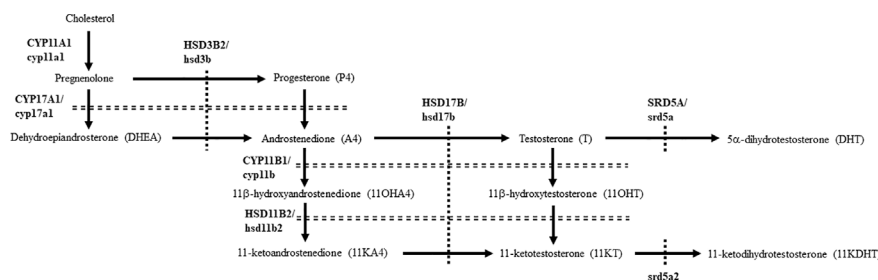 Cholesterol
CYP11A1
cyp11a1
HSD3B2/
hsd3b
Pregnenolone
Progesterone (P4)
CYP17A1/
cyp17a1
HSD17B/
hsd17b
SRD5A/
srd5a
Dehydroepiandrosterone (DHEA)
Androstenedione (A4)
Testosterone (T)
5α-dihydrotestosterone (DHT)
CYP11B1/
cyp11b
11β-hydroxyandrostenedione (11OHA4)
11β-hydroxytestosterone (11OHT)
HSD11B2/
hsd11b2
11-ketoandrostenedione (11KA4)
11-ketotestosterone (11KT)
11-ketodihydrotestosterone (11KDHT)
srd5a2